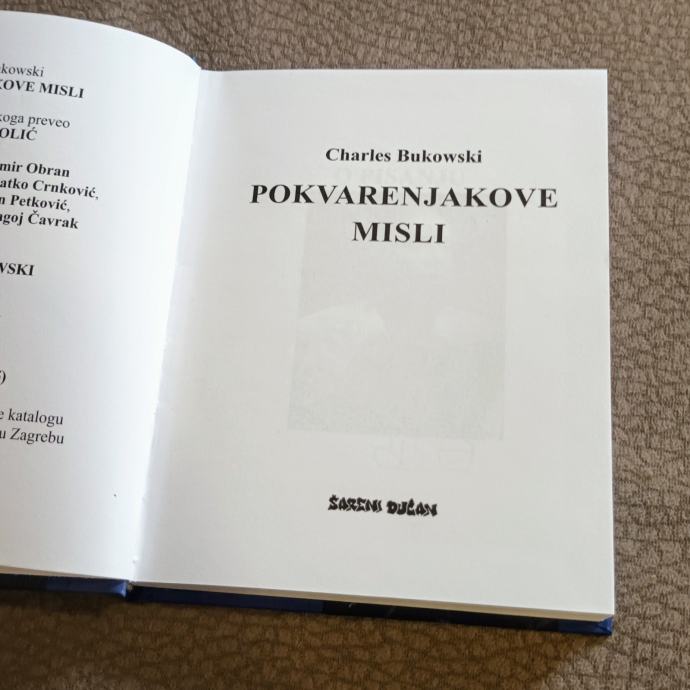 kowski
KOVE MISLI
koga preveo
OLIĆ
mir Obran
atko Crnković,
n Petković,
agoj Čavrak
WSKI
)
e katalogu
u Zagrebu
Charles Bukowski
POKVARENJAKOVE
MISLI
ŠARENI DUĆAN